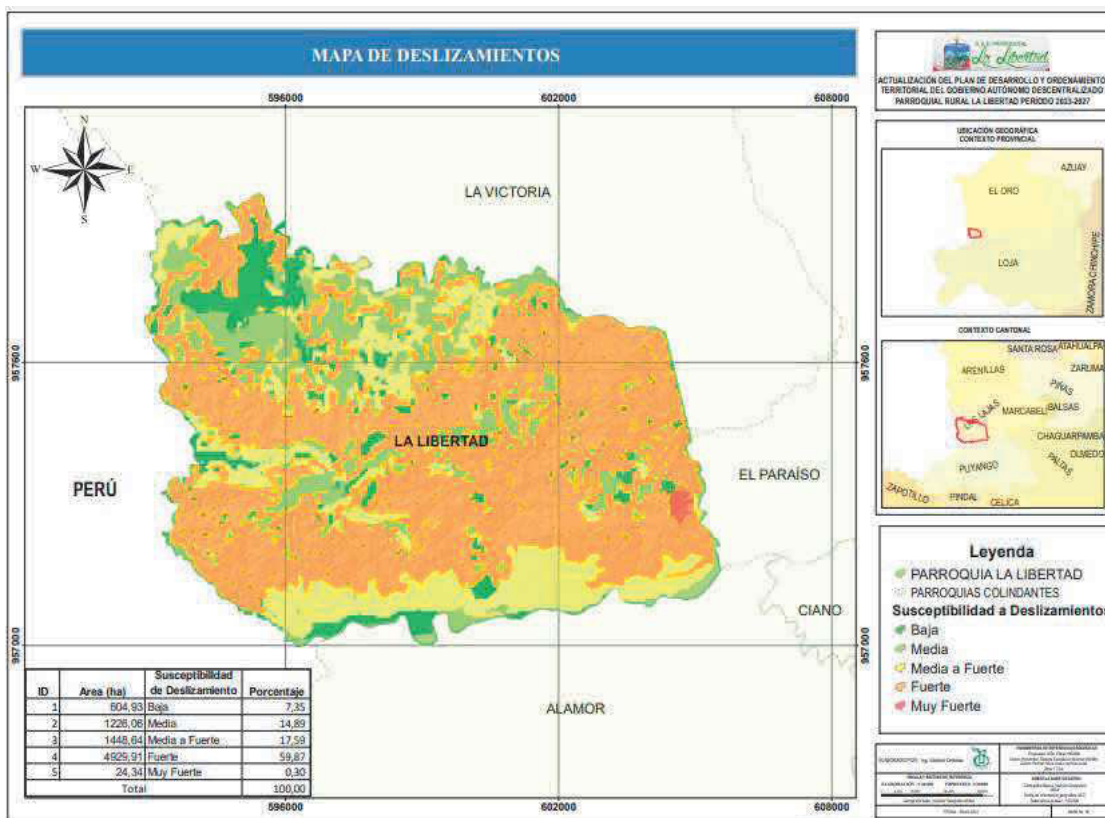 MAPA DE DESLIZAMIENTOS
596000
602000
608000
N
W
E
S
LA VICTORIA
LA LIBERTAD
PERÚ
EL PARAÍSO
CIANO
ALAMOR
957600
957600
957000
957000
ID Area (ha) Susceptibilidad de Deslizamiento Porcentaje
1 604,93 Baja 7,35
2 1226,06 Media 14,89
3 1448,64 Media a Fuerte 17,59
4 4929,91 Fuerte 59,87
5 24,34 Muy Fuerte 0,30
Total 100,00
596000
602000
608000
La Libertad
ACTUALIZACIÓN DEL PLAN DE DESARROLLO Y ORDENAMIENTO
TERRITORIAL DEL GOBIERNO AUTÓNOMO DESCENTRALIZADO
PARROQUIAL RURAL LA LIBERTAD PERIODO 2023-2027
UBICACIÓN GEOGRÁFICA
CONTEXTO PROVINCIAL
AZUAY
EL ORO
LOJA
ZAMORA CHINCHIPE
CONTEXTO CANTONAL
SANTA ROSA
ATAHUALPA
ARENILLAS
ZARUMA
PIÑAS
LAS LAJAS
MARCABELI
BALSAS
CHAGUARPAMBA
OLMEDO
PALTAS
PUYANGO
ZAPOTILLO
PINDAL
CELICA
Leyenda
PARROQUIA LA LIBERTAD
PARROQUIAS COLINDANTES
Susceptibilidad a Deslizamientos
Baja
Media
Media a Fuerte
Fuerte
Muy Fuerte